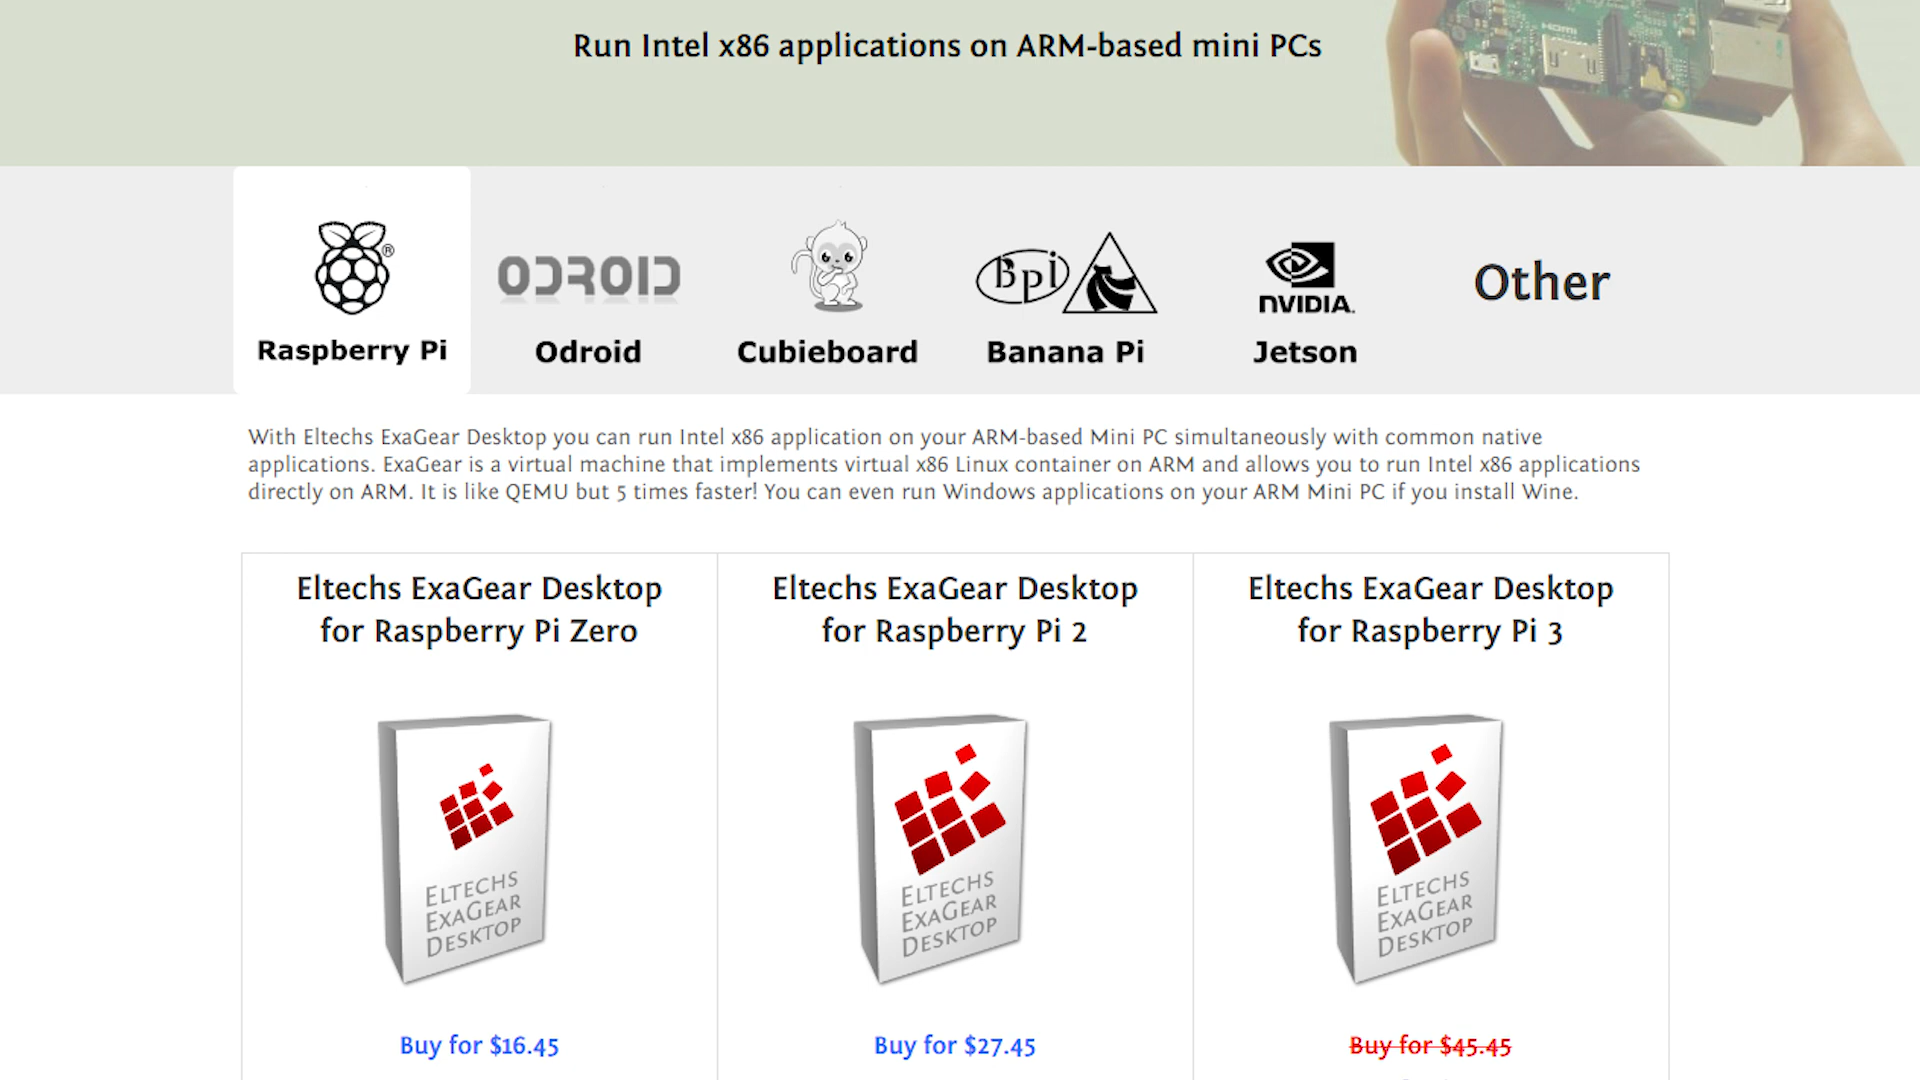 Run Intel x86 applications on ARM-based mini PCs
HDMI
®
Raspberry Pi
ODROID
Odroid
Cubieboard
Bpi
Banana Pi
NVIDIA.
Jetson
Other
With Eltechs ExaGear Desktop you can run Intel x86 application on your ARM-based Mini PC simultaneously with common native
applications. ExaGear is a virtual machine that implements virtual x86 Linux container on ARM and allows you to run Intel x86 applications
directly on ARM. It is like QEMU but 5 times faster! You can even run Windows applications on your ARM Mini PC if you install Wine.
Eltechs ExaGear Desktop
for Raspberry Pi Zero
ELTECHS
EXAGEAR
DESKTOP
Buy for $16.45
Eltechs ExaGear Desktop
for Raspberry Pi 2
ELTECHS
EXAGEAR
DESKTOP
Buy for $27.45
Eltechs ExaGear Desktop
for Raspberry Pi 3
ELTECHS
EXAGEAR
DESKTOP
Buy for $45.45